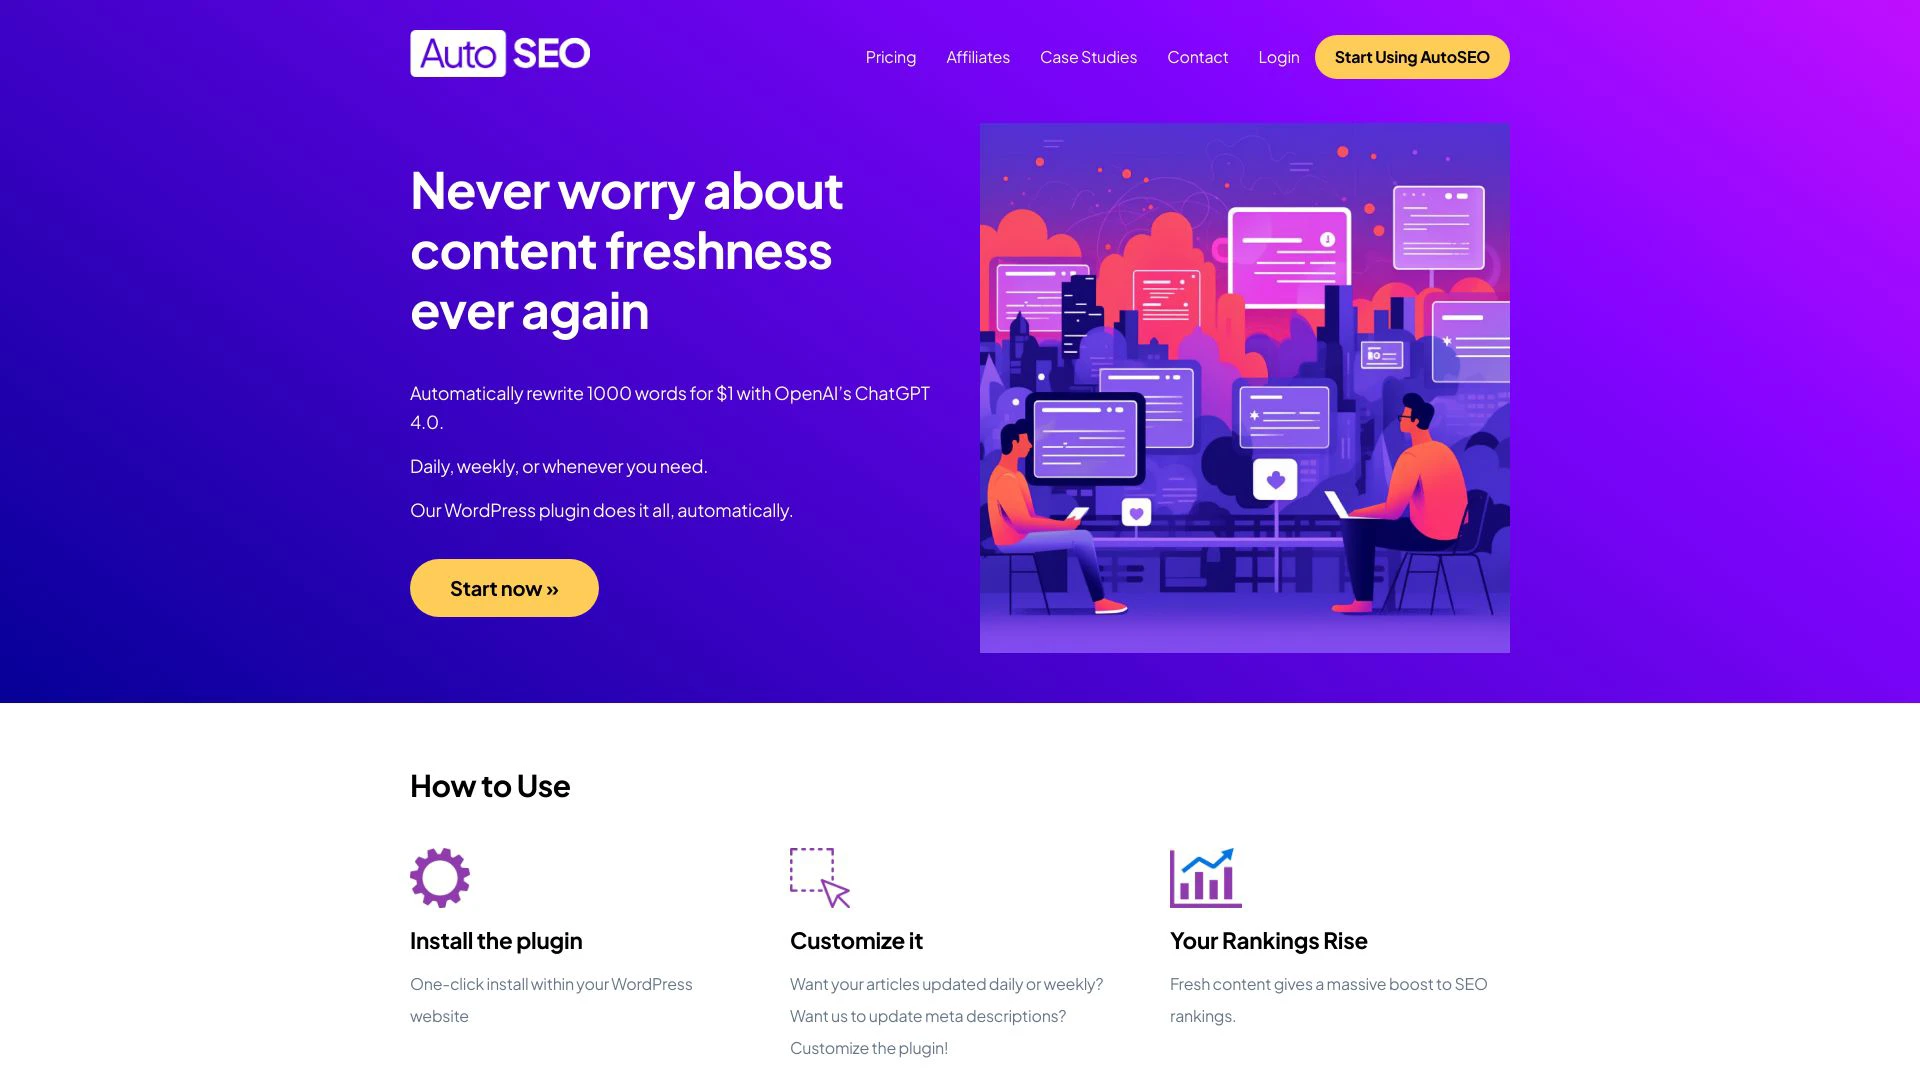 Auto SEO
Pricing
Affiliates
Case Studies
Contact
Login
Start Using AutoSEO
Never worry about
content freshness
ever again
Automatically rewrite 1000 words for $1 with OpenAI's ChatGPT
4.0.
Daily, weekly, or whenever you need.
Our WordPress plugin does it all, automatically.
Start now »
How to Use
Install the plugin
One-click install within your WordPress
website
Customize it
Want your articles updated daily or weekly?
Want us to update meta descriptions?
Customize the plugin!
Your Rankings Rise
Fresh content gives a massive boost to SEO
rankings.